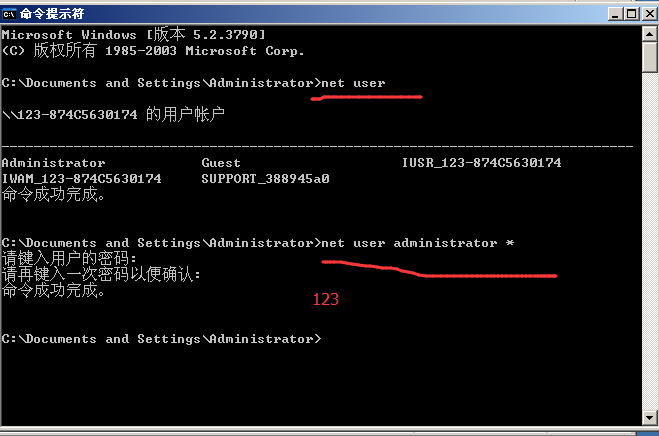 命令提示符
Microsoft Windows [版本 5.2.3790]
(C) 版权所有 1985-2003 Microsoft Corp.
C:\Documents and Settings\Administrator>net user
\\123-874C5630174 的用户帐户
-------------------------------------------------------------------------------
Administrator Guest IUSR_123-874C5630174
IWAM_123-874C5630174 SUPPORT_388945a0
命令成功完成。
C:\Documents and Settings\Administrator>net user administrator *
请键入用户的密码:
请再键入一次密码以便确认:
命令成功完成。
123
C:\Documents and Settings\Administrator>